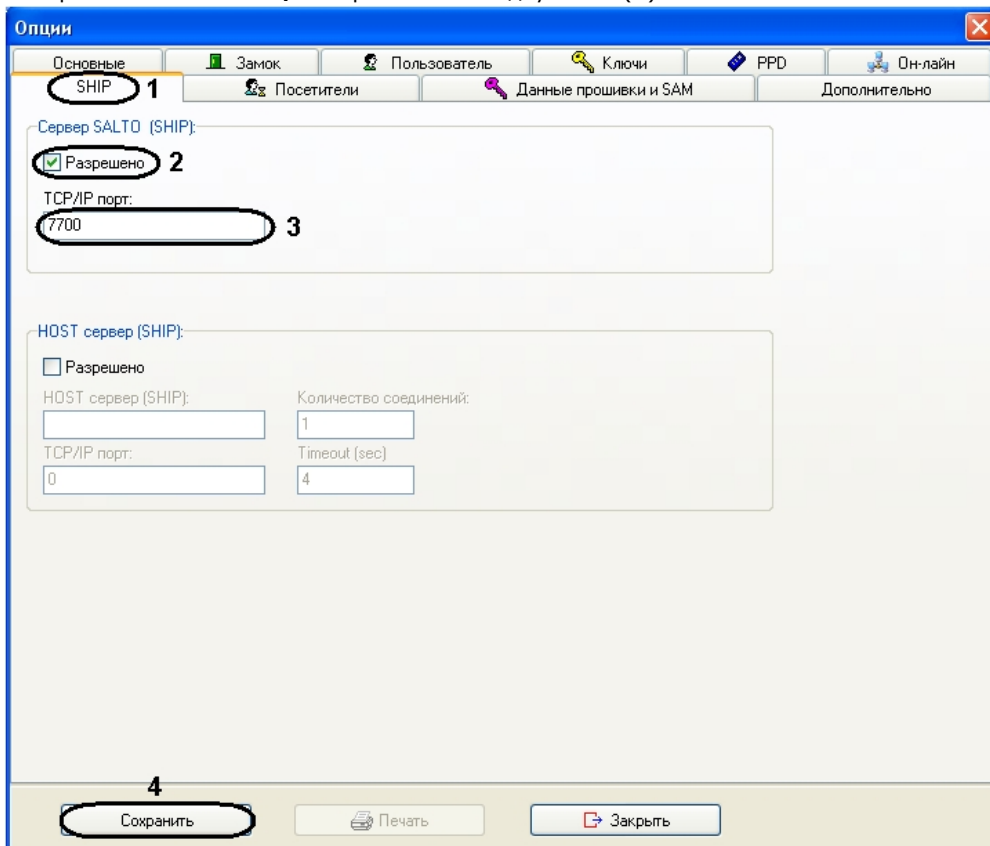 Опции
Основные Замок Пользователь Ключи PPD Он-лайн
SHIP 1 Посетители Данные прошивки и SAM Дополнительно
Сервер SALTO (SHIP):
Разрешено 2
TCP/IP порт:
7700 3
HOST сервер (SHIP):
Разрешено
HOST сервер (SHIP): Количество соединений:
1
TCP/IP порт: Timeout (sec)
0 4
4
Сохранить Печать Закрыть